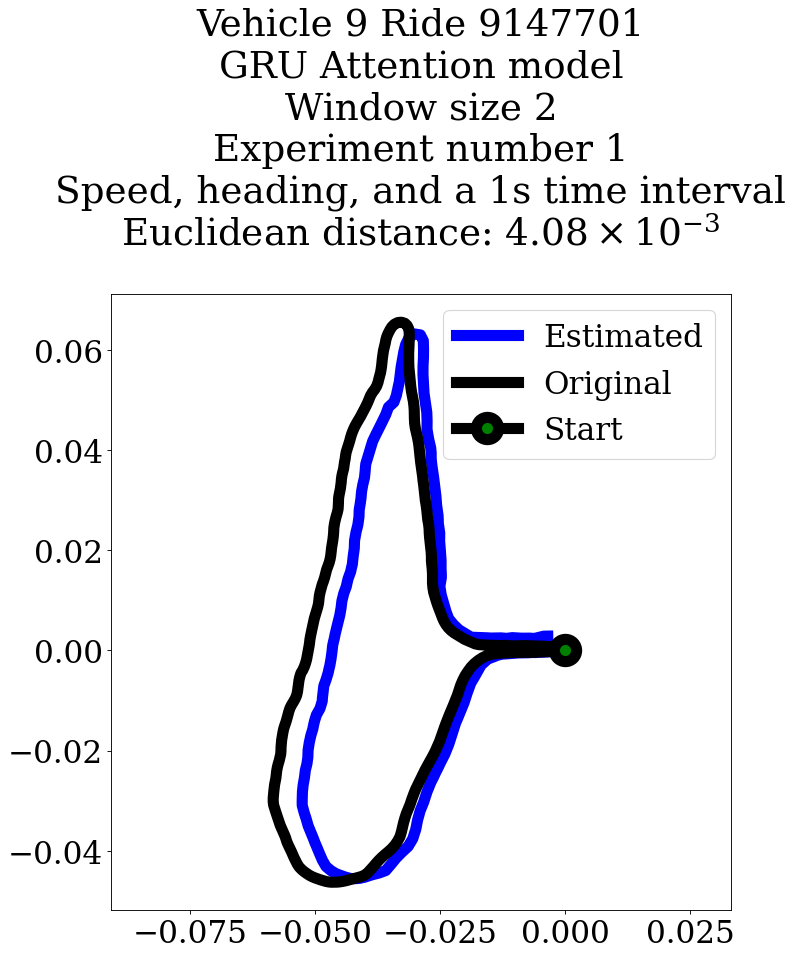 Vehicle 9 Ride 9147701
GRU Attention model
Window size 2
Experiment number 1
Speed, heading, and a 1s time interval
Euclidean distance: 4.08 × 10⁻³
Estimated
Original
Start
0.06
0.04
0.02
0.00
−0.02
−0.04
−0.075 −0.050 −0.025 0.000 0.025